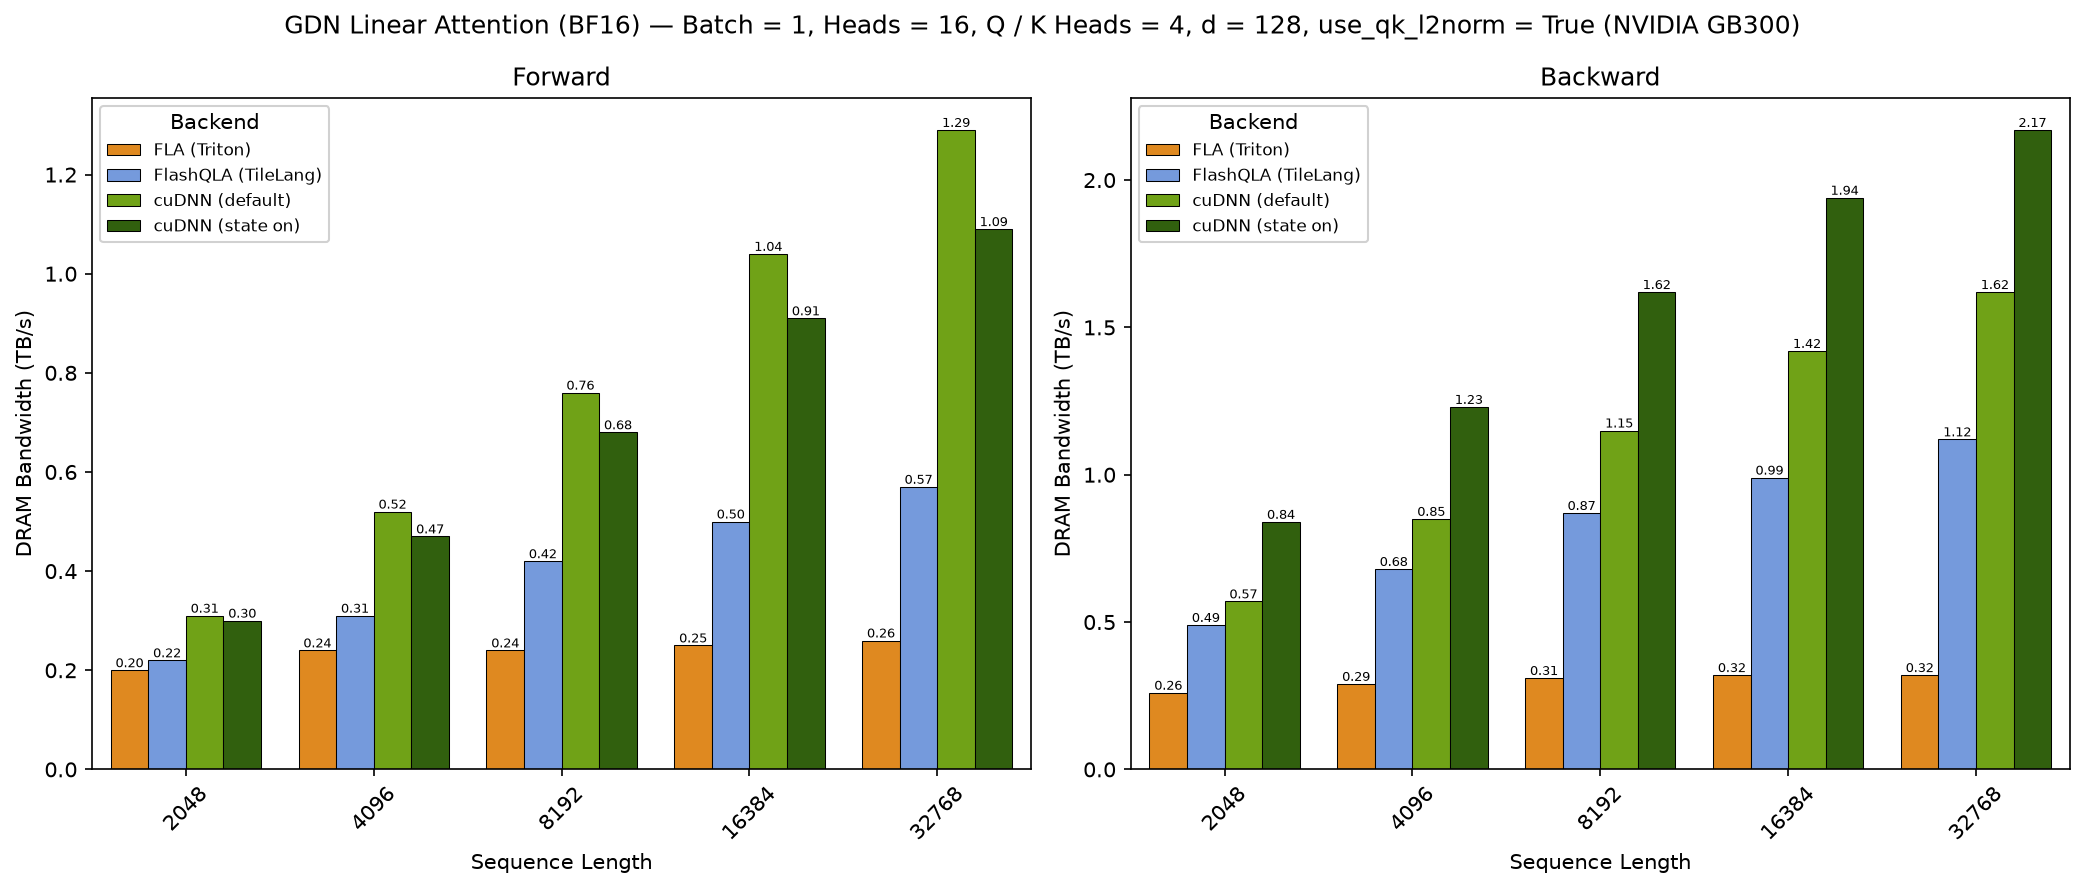 GDN Linear Attention (BF16) — Batch = 1, Heads = 16, Q / K Heads = 4, d = 128, use_qk_l2norm = True (NVIDIA GB300)
Forward
DRAM Bandwidth (TB/s)
1.2
1.0
0.8
0.6
0.4
0.2
0.0
Backend
FLA (Triton)
FlashQLA (TileLang)
cuDNN (default)
cuDNN (state on)
0.20 0.22 0.31 0.30
0.24 0.31 0.52 0.47
0.24 0.42 0.76 0.68
0.25 0.50 1.04 0.91
0.26 0.57 1.29 1.09
2048 4096 8192 16384 32768
Sequence Length
Backward
DRAM Bandwidth (TB/s)
2.0
1.5
1.0
0.5
0.0
Backend
FLA (Triton)
FlashQLA (TileLang)
cuDNN (default)
cuDNN (state on)
0.26 0.49 0.57 0.84
0.29 0.68 0.85 1.23
0.31 0.87 1.15 1.62
0.32 0.99 1.42 1.94
0.32 1.12 1.62 2.17
2048 4096 8192 16384 32768
Sequence Length